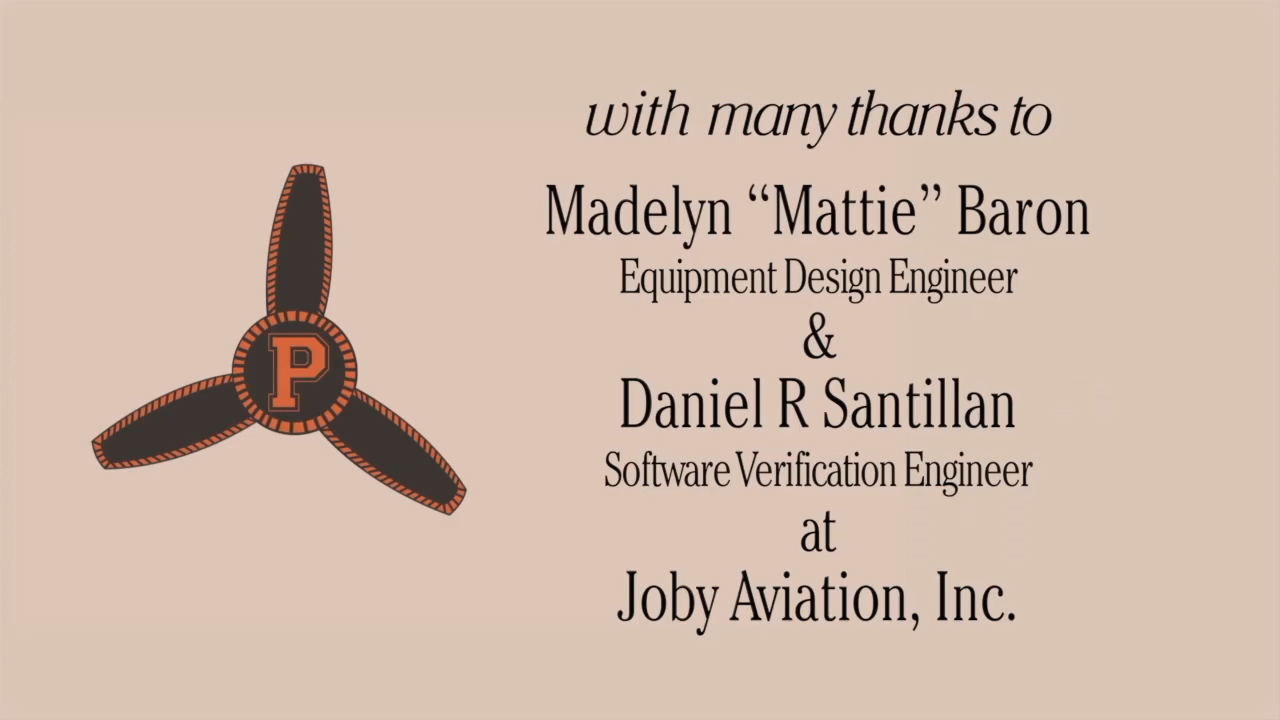 with many thanks to
Madelyn “Mattie” Baron
Equipment Design Engineer
&
Daniel R Santillan
Software Verification Engineer
at
Joby Aviation, Inc.
P